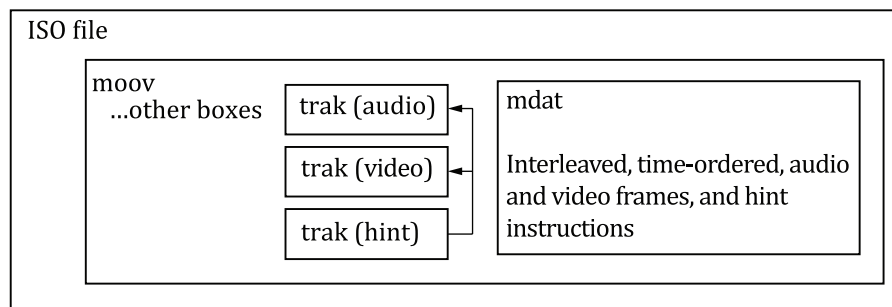 ISO file
moov
...other boxes
trak (audio)
trak (video)
trak (hint)
mdat
Interleaved, time-ordered, audio
and video frames, and hint
instructions